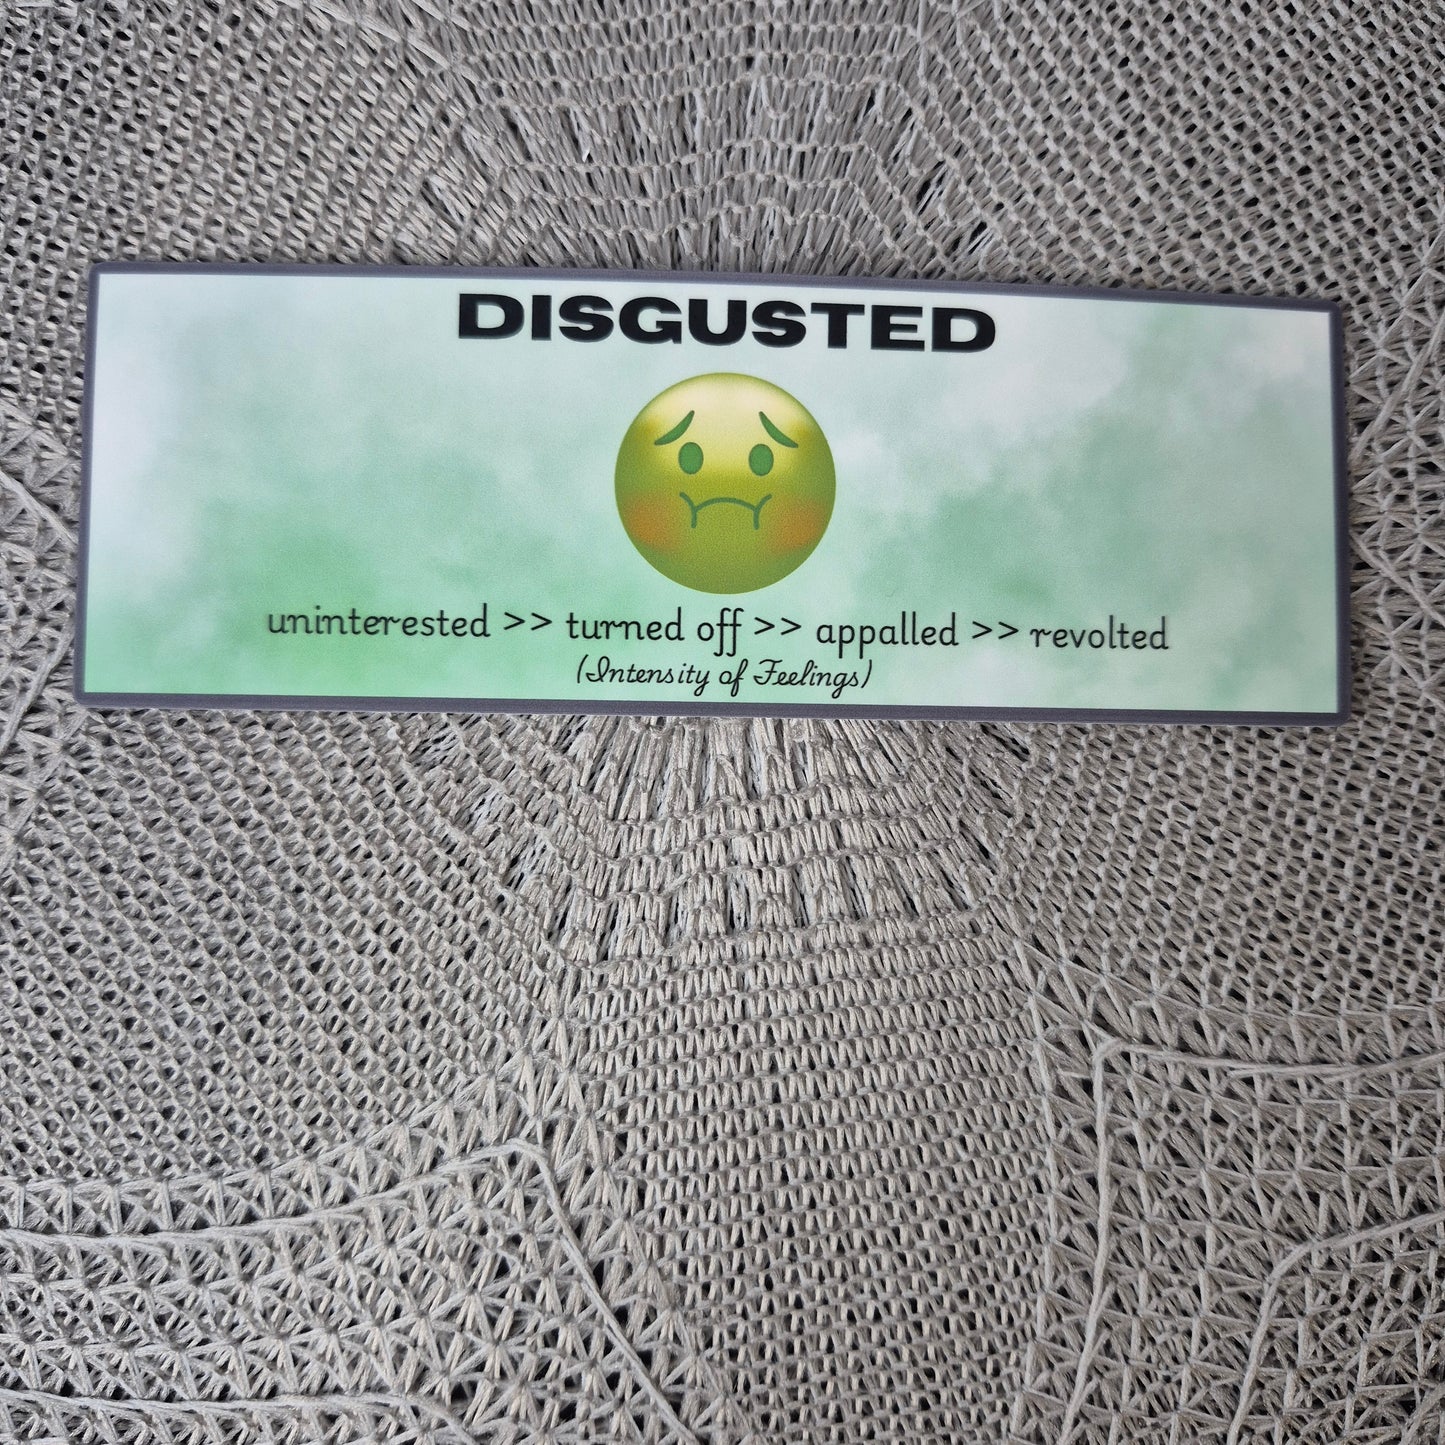 DISGUSTED
uninterested >> turned off >> appalled >> revolted
(Intensity of Feelings)